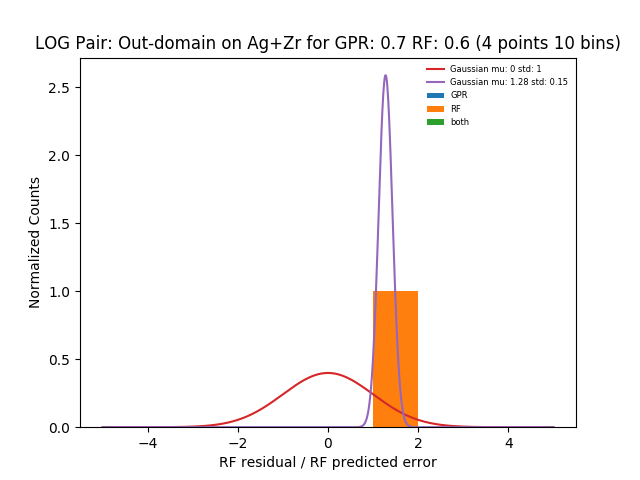 LOG Pair: Out-domain on Ag+Zr for GPR: 0.7 RF: 0.6 (4 points 10 bins)
Gaussian mu: 0 std: 1
Gaussian mu: 1.28 std: 0.15
GPR
RF
both
Normalized Counts
2.5
2.0
1.5
1.0
0.5
0.0
−4
−2
0
2
4
RF residual / RF predicted error